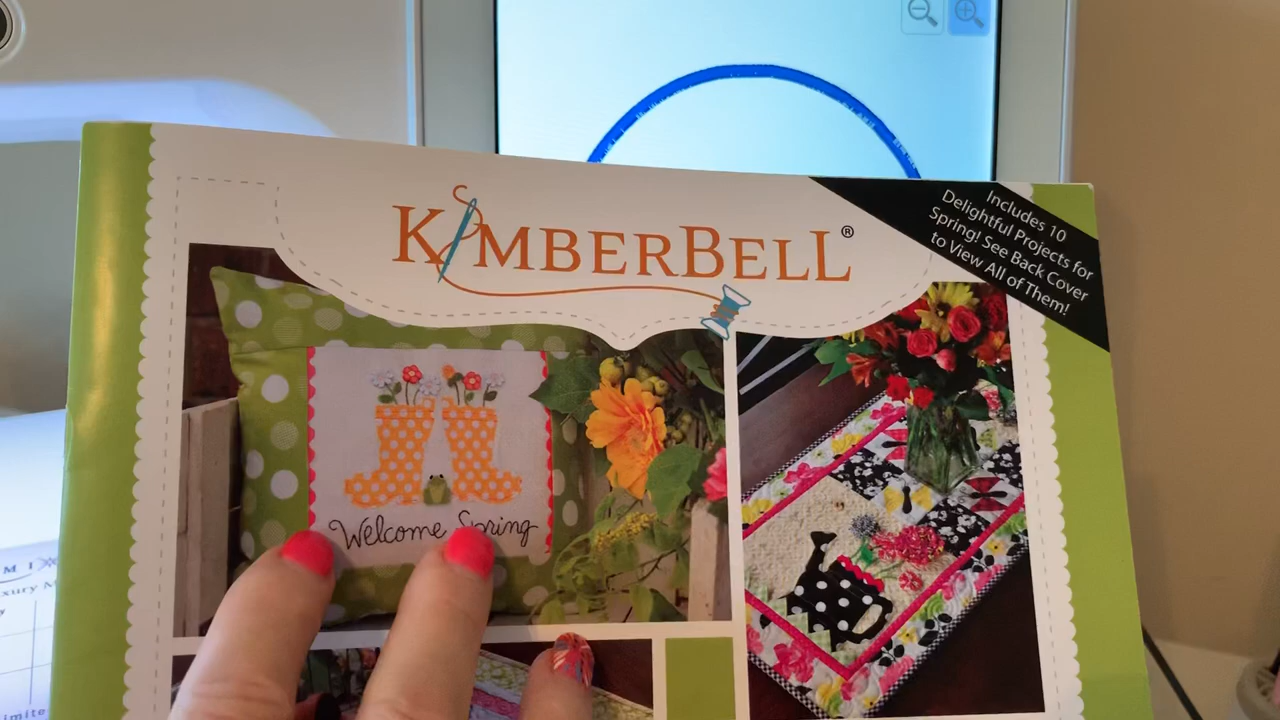 KIMBERBELL®
Includes 10
Delightful Projects for
Spring! See Back Cover
to View All of Them!
Welcome Spring